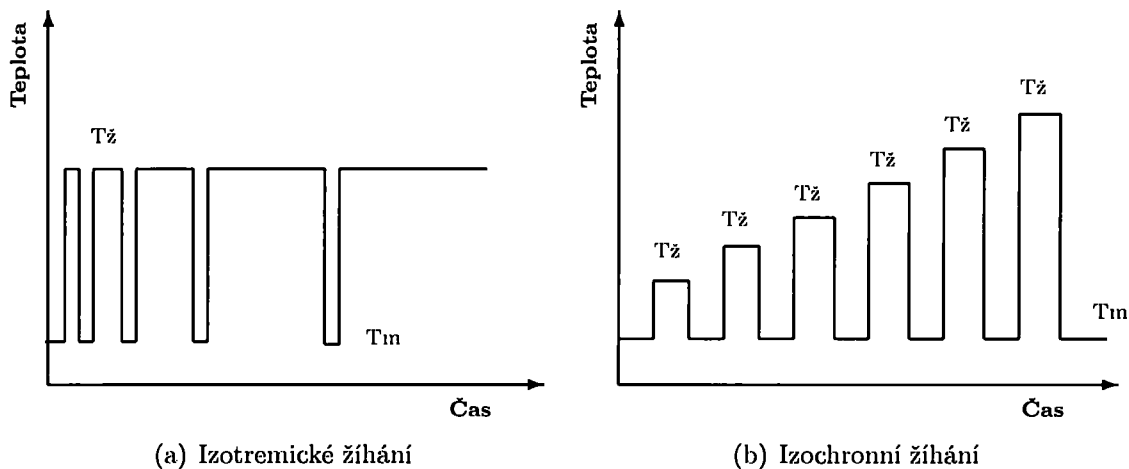 Teplota
Tž
Tm
Čas
(a) Izotremické žíhání
Teplota
Tž
Tž
Tž
Tž
Tž
Tž
Tm
Čas
(b) Izochronní žíhání